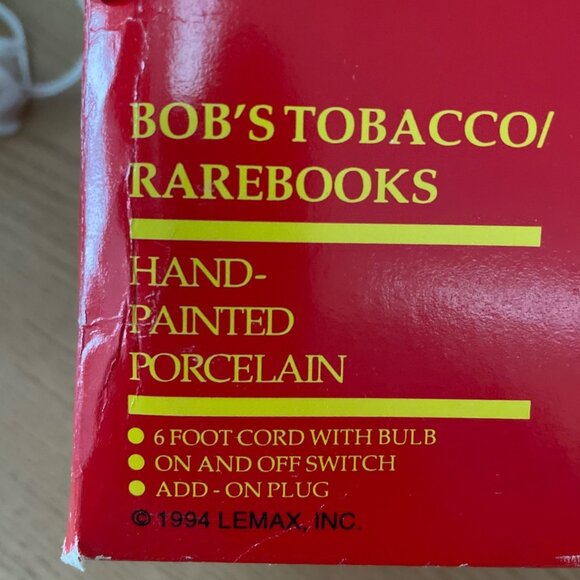 BOB'S TOBACCO/
RAREBOOKS
HAND-
PAINTED
PORCELAIN
● 6 FOOT CORD WITH BULB
● ON AND OFF SWITCH
● ADD - ON PLUG
© 1994 LEMAX, INC.